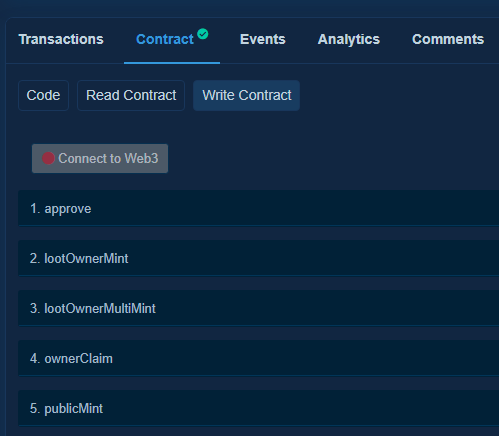 Transactions Contract Events Analytics Comments
Code Read Contract Write Contract
Connect to Web3
1. approve
2. lootOwnerMint
3. lootOwnerMultiMint
4. ownerClaim
5. publicMint